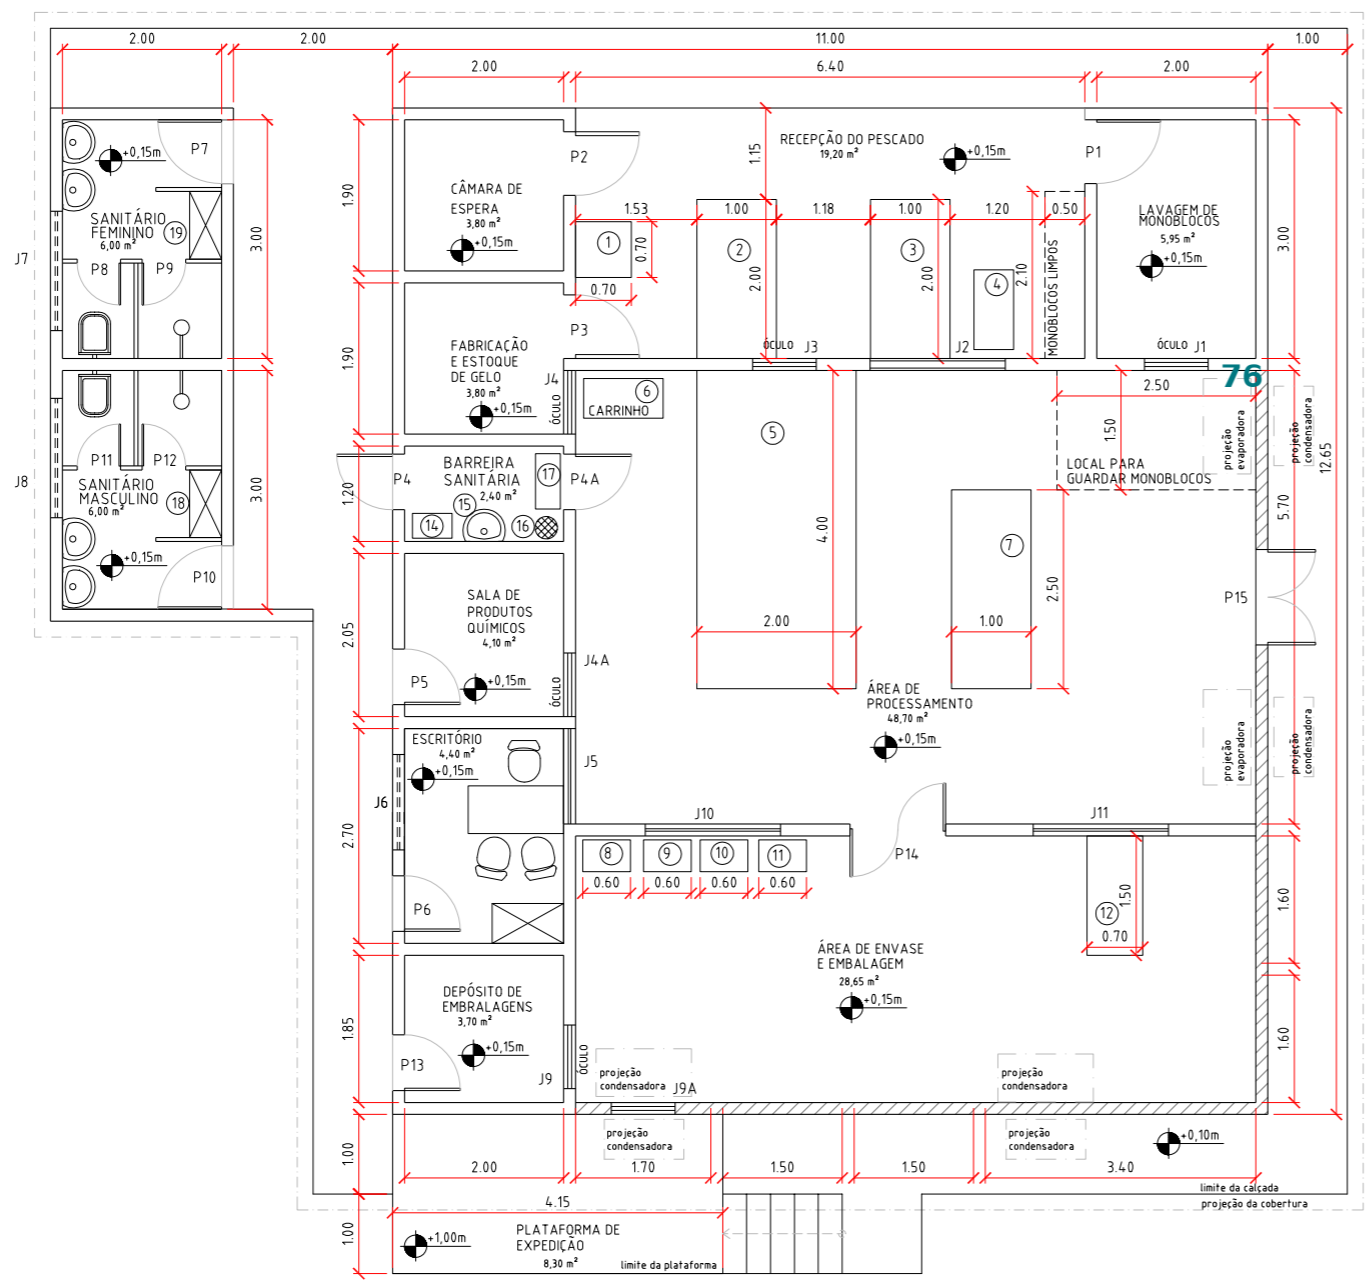 2.00
2.00
11.00
1.00
2.00
6.40
2.00
P7
+0,15m
SANITÁRIO
FEMININO
6,00 m²
19
P8
P9
J7
3.00
1.90
CÂMARA DE
ESPERA
3,80 m²
+0,15m
P2
RECEPÇÃO DO PESCADO
19,20 m²
+0,15m
1.15
P1
LAVAGEM DE
MONOBLOCOS
5,95 m²
+0,15m
3.00
1.53
1.00
1.18
1.00
1.20
0.50
1
0.70
0.70
2
2.00
3
2.00
4
2.10
MONOBLOCOS LIMPOS
P3
ÓCULO
J3
J2
ÓCULO
J1
76
1.90
FABRICAÇÃO
E ESTOQUE
DE GELO
3,80 m²
+0,15m
J4
ÓCULO
6
CARRINHO
5
2.50
1.50
projeção
evaporadora
projeção
condensadora
12.65
LOCAL PARA
GUARDAR MONOBLOCOS
5.70
P11
P12
J8
SANITÁRIO
MASCULINO
6,00 m²
18
+0,15m
P10
3.00
1.20
P4
BARREIRA
SANITÁRIA
2,40 m²
17
P4A
14
15
16
4.00
7
2.50
2.00
1.00
P15
2.05
SALA DE
PRODUTOS
QUÍMICOS
4,10 m²
+0,15m
P5
ÓCULO
J4A
ÁREA DE
PROCESSAMENTO
48,70 m²
+0,15m
projeção
evaporadora
projeção
condensadora
2.70
ESCRITÓRIO
4,40 m²
+0,15m
J6
J5
P6
J10
J11
P14
8
9
10
11
0.60
0.60
0.60
0.60
12
1.50
0.70
1.60
ÁREA DE ENVASE
E EMBALAGEM
28,65 m²
+0,15m
1.60
1.85
DEPÓSITO DE
EMBRALAGENS
3,70 m²
+0,15m
P13
J9
ÓCULO
projeção
condensadora
J9A
projeção
condensadora
projeção
condensadora
projeção
condensadora
+0,10m
1.00
2.00
1.70
1.50
1.50
3.40
limite da calçada
projeção da cobertura
1.00
4.15
PLATAFORMA DE
EXPEDIÇÃO
8,30 m²
+1,00m
limite da plataforma